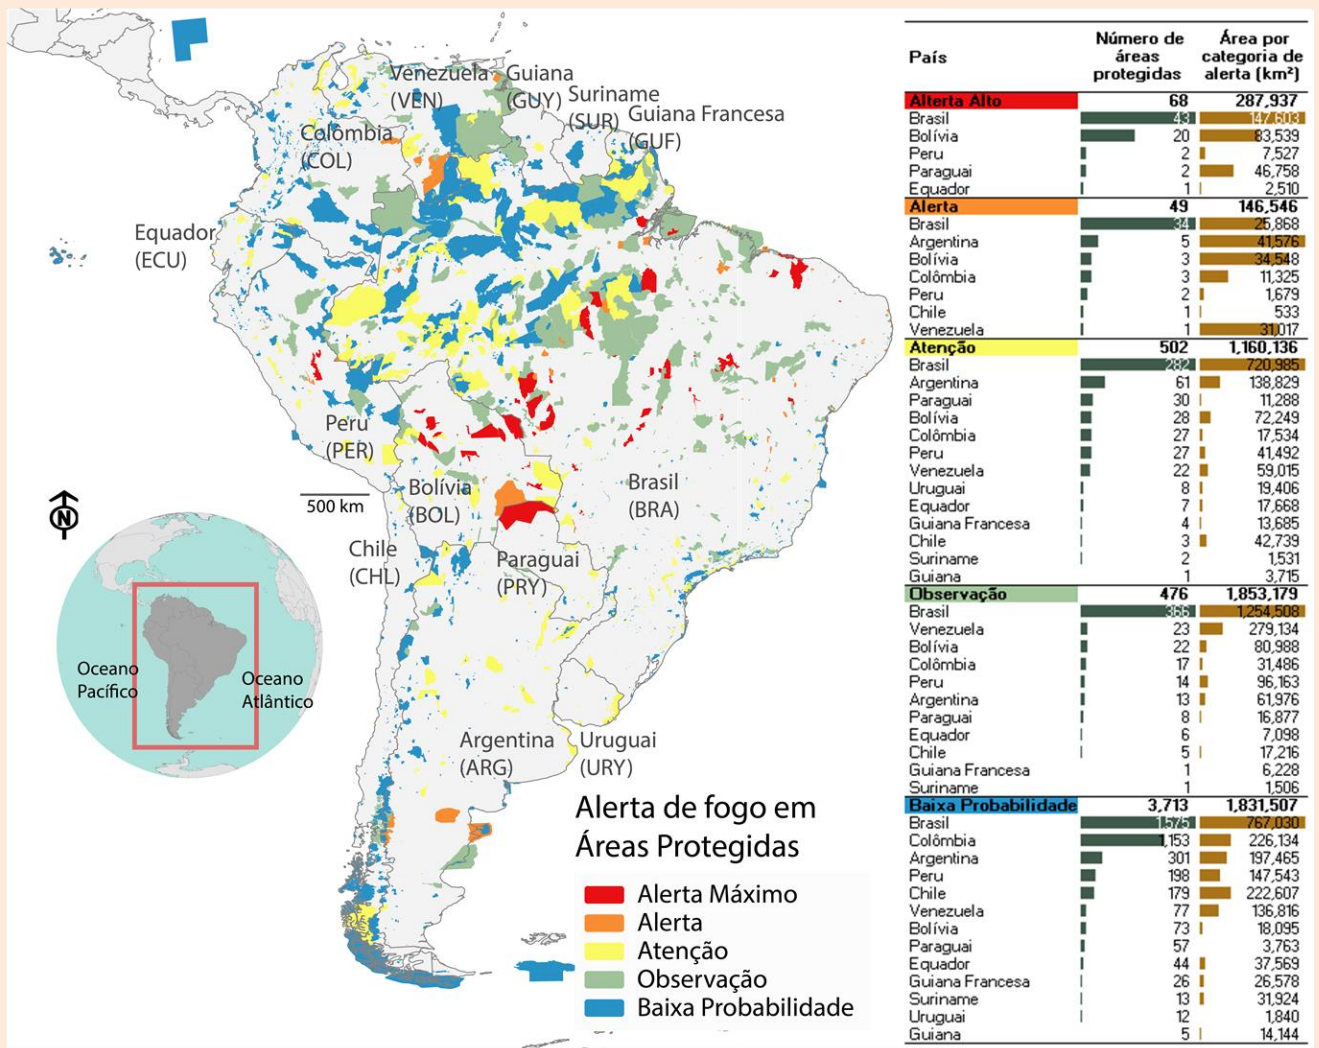 Venezuela
(VEN)
Guiana
(GUY)
Suriname
(SUR)
Guiana Francesa
(GUF)
Colômbia
(COL)
Equador
(ECU)
Peru
(PER)
Bolívia
(BOL)
Brasil
(BRA)
500 km
N
Chile
(CHL)
Paraguai
(PRY)
Oceano
Pacífico
Oceano
Atlântico
Argentina
(ARG)
Uruguai
(URY)
Alerta de fogo em
Áreas Protegidas
Alerta Máximo
Alerta
Atenção
Observação
Baixa Probabilidade
País Número de áreas protegidas Área por categoria de alerta (km²)
Alterta Alto 68 287,937
Brasil 43 147,603
Bolívia 20 83,539
Peru 2 7,527
Paraguai 2 46,758
Equador 1 2,510
Alerta 49 146,546
Brasil 34 25,868
Argentina 5 41,576
Bolívia 3 34,548
Colômbia 3 11,325
Peru 2 1,679
Chile 1 533
Venezuela 1 31,017
Atenção 502 1,160,136
Brasil 282 720,985
Argentina 61 138,829
Paraguai 30 11,288
Bolívia 28 72,249
Colômbia 27 17,534
Peru 27 41,492
Venezuela 22 59,015
Uruguai 8 19,406
Equador 7 17,668
Guiana Francesa 4 13,685
Chile 3 42,739
Suriname 2 1,531
Guiana 1 3,715
Observação 476 1,853,179
Brasil 366 1,254,508
Venezuela 23 279,134
Bolívia 22 80,988
Colômbia 17 31,486
Peru 14 96,163
Argentina 13 61,976
Paraguai 8 16,877
Equador 6 7,098
Chile 5 17,216
Guiana Francesa 1 6,228
Suriname 1 1,506
Baixa Probabilidade 3,713 1,831,507
Brasil 1,575 767,030
Colômbia 1,153 226,134
Argentina 301 197,465
Peru 198 147,543
Chile 179 222,607
Venezuela 77 136,816
Bolívia 73 18,095
Paraguai 57 3,763
Equador 44 37,569
Guiana Francesa 26 26,578
Suriname 13 31,924
Uruguai 12 1,840
Guiana 5 14,144